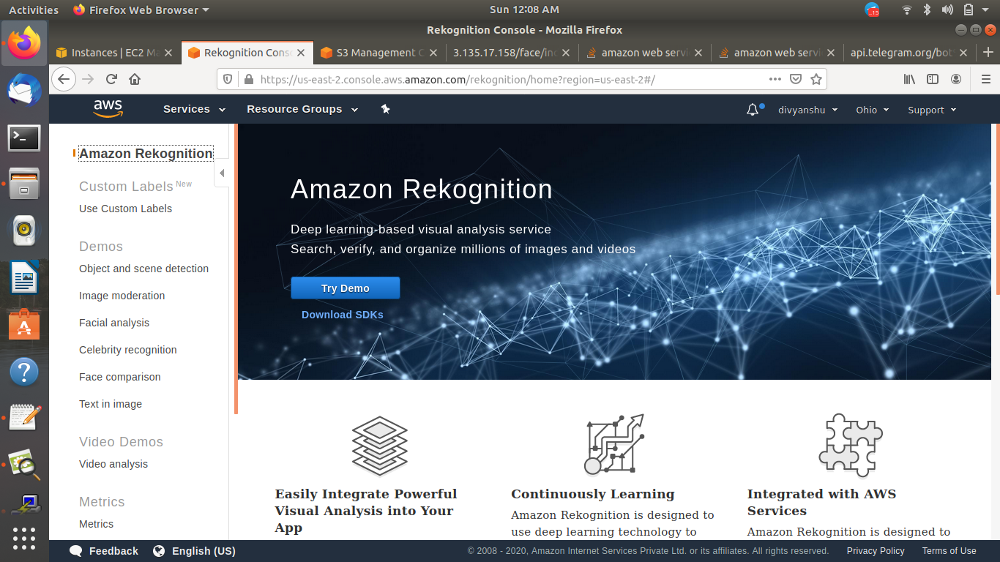 Activities
Firefox Web Browser
Sun 12:08 AM
15
Rekognition Console - Mozilla Firefox
Instances | EC2 Ma
Rekognition Conso
S3 Management C
3.135.17.158/face/in
amazon web servi
amazon web servi
api.telegram.org/bot
https://us-east-2.console.aws.amazon.com/rekognition/home?region=us-east-2#/
aws
Services
Resource Groups
divyanshu
Ohio
Support
Amazon Rekognition
Custom Labels New
Use Custom Labels
Demos
Object and scene detection
Image moderation
Facial analysis
Celebrity recognition
Face comparison
Text in image
Video Demos
Video analysis
Metrics
Metrics
Amazon Rekognition
Deep learning-based visual analysis service
Search, verify, and organize millions of images and videos
Try Demo
Download SDKs
Easily Integrate Powerful
Visual Analysis into Your
App
Continuously Learning
Amazon Rekognition is designed to
use deep learning technology to
Integrated with AWS
Services
Amazon Rekognition is designed to
Feedback
English (US)
© 2008 - 2020, Amazon Internet Services Private Ltd. or its affiliates. All rights reserved.
Privacy Policy
Terms of Use